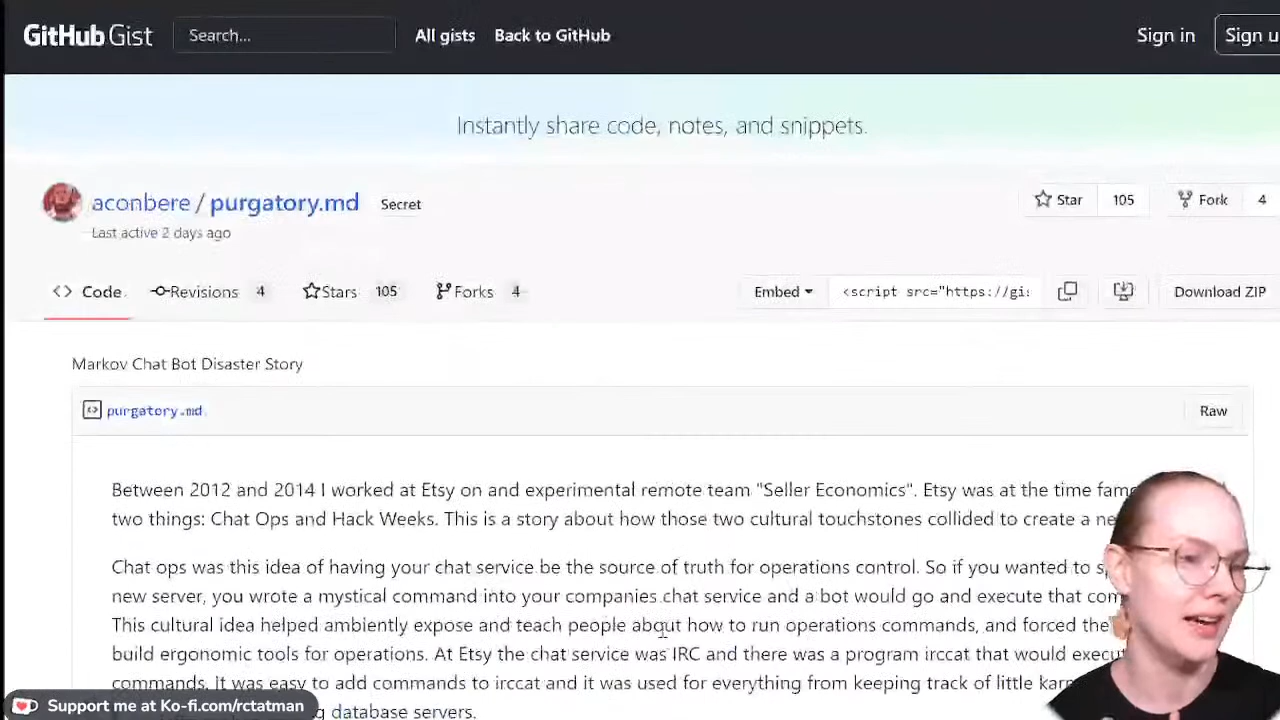 GitHub Gist Search... All gists Back to GitHub Sign in Sign u
Instantly share code, notes, and snippets.
aconbere / purgatory.md Secret Star 105 Fork 4
Last active 2 days ago
Code Revisions 4 Stars 105 Forks 4 Embed <script src="https://gis Download ZIP
Markov Chat Bot Disaster Story
purgatory.md Raw
Between 2012 and 2014 I worked at Etsy on and experimental remote team "Seller Economics". Etsy was at the time fam
two things: Chat Ops and Hack Weeks. This is a story about how those two cultural touchstones collided to create a ne
Chat ops was this idea of having your chat service be the source of truth for operations control. So if you wanted to s
new server, you wrote a mystical command into your companies chat service and a bot would go and execute that com
This cultural idea helped ambiently expose and teach people about how to run operations commands, and forced the
build ergonomic tools for operations. At Etsy the chat service was IRC and there was a program irccat that would execu
commands. It was easy to add commands to irccat and it was used for everything from keeping track of little kar
database servers.
Support me at Ko-fi.com/rctatman